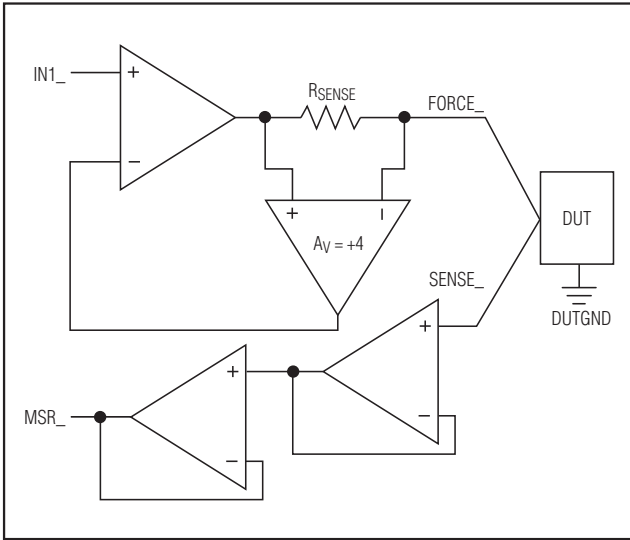 IN1_
+
−
RSENSE
FORCE_
+
−
AV = +4
DUT
SENSE_
DUTGND
+
−
+
−
MSR_